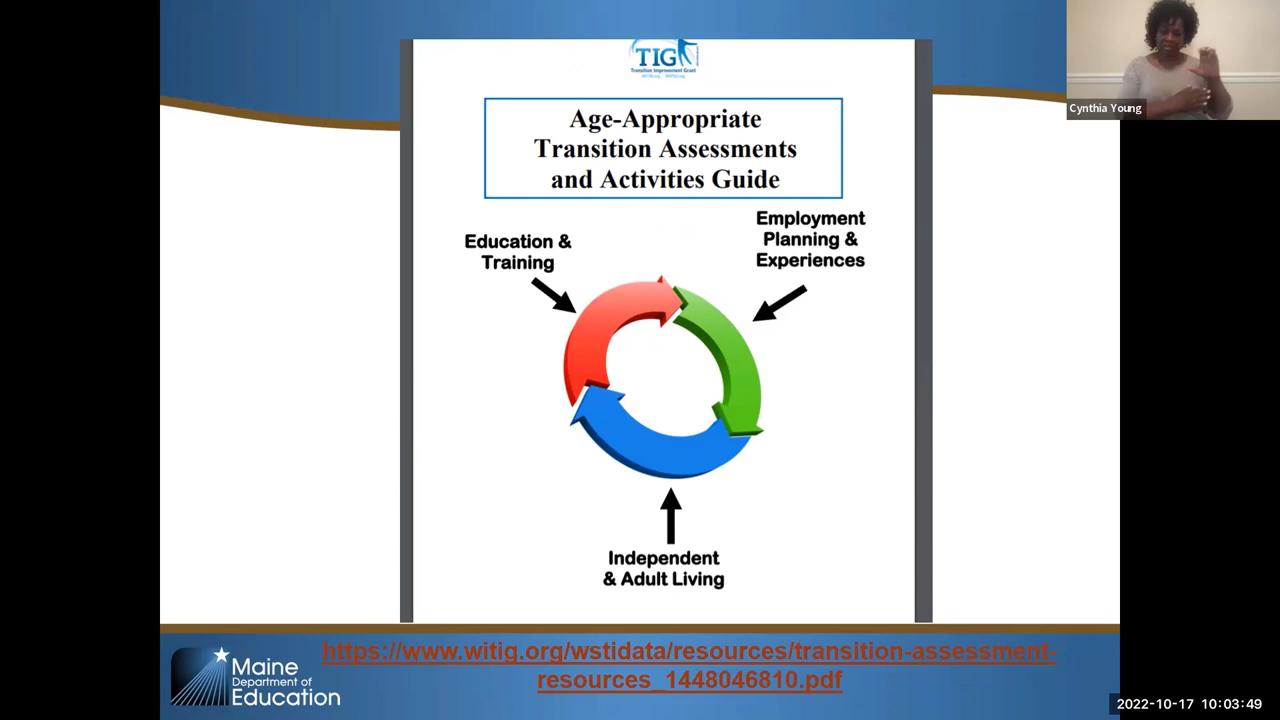 TIG
Transition Improvement Grant
Age-Appropriate
Transition Assessments
and Activities Guide
Education &
Training
Employment
Planning &
Experiences
Independent
& Adult Living
https://www.witig.org/wstidata/resources/transition-assessment-
resources_1448046810.pdf
Maine
Department of
Education
Cynthia Young
2022-10-17 10:03:49